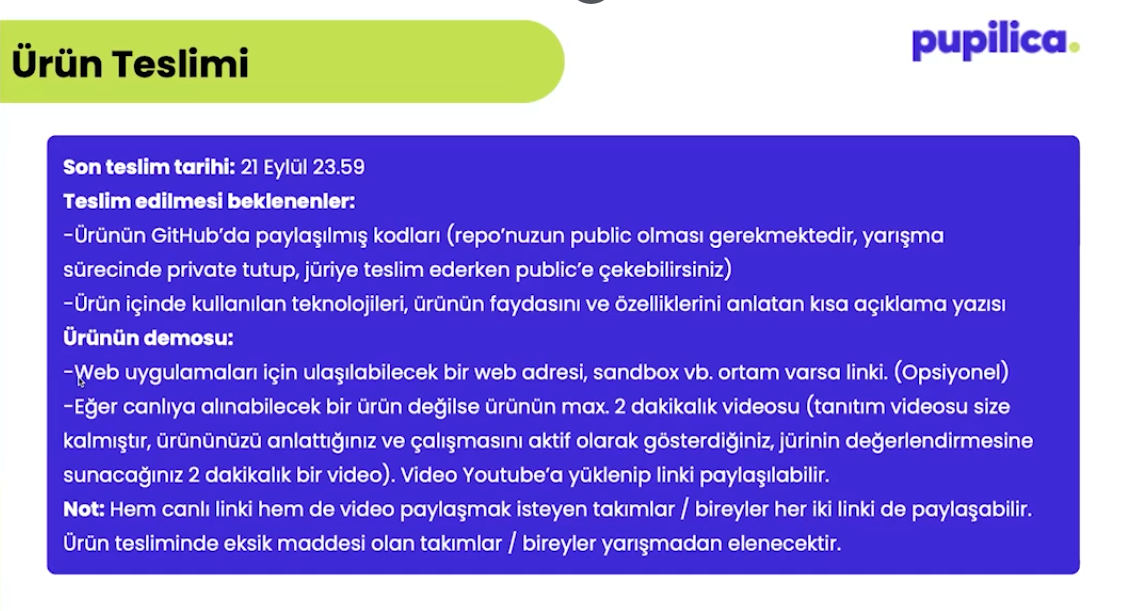 Ürün Teslimi
pupilica.
Son teslim tarihi: 21 Eylül 23.59
Teslim edilmesi beklenenler:
-Ürünün GitHub’da paylaşılmış kodları (repo’nuzun public olması gerekmektedir, yarışma
sürecinde private tutup, jüriye teslim ederken public’e çekebilirsiniz)
-Ürün içinde kullanılan teknolojileri, ürünün faydasını ve özelliklerini anlatan kısa açıklama yazısı
Ürünün demosu:
-Web uygulamaları için ulaşılabilecek bir web adresi, sandbox vb. ortam varsa linki. (Opsiyonel)
-Eğer canlıya alınabilecek bir ürün değilse ürünün max. 2 dakikalık videosu (tanıtım videosu size
kalmıştır, ürününüzü anlattığınız ve çalışmasını aktif olarak gösterdiğiniz, jürinin değerlendirmesine
sunacağınız 2 dakikalık bir video). Video Youtube’a yüklenip linki paylaşılabilir.
Not: Hem canlı linki hem de video paylaşmak isteyen takımlar / bireyler her iki linki de paylaşabilir.
Ürün tesliminde eksik maddesi olan takımlar / bireyler yarışmadan elenecektir.